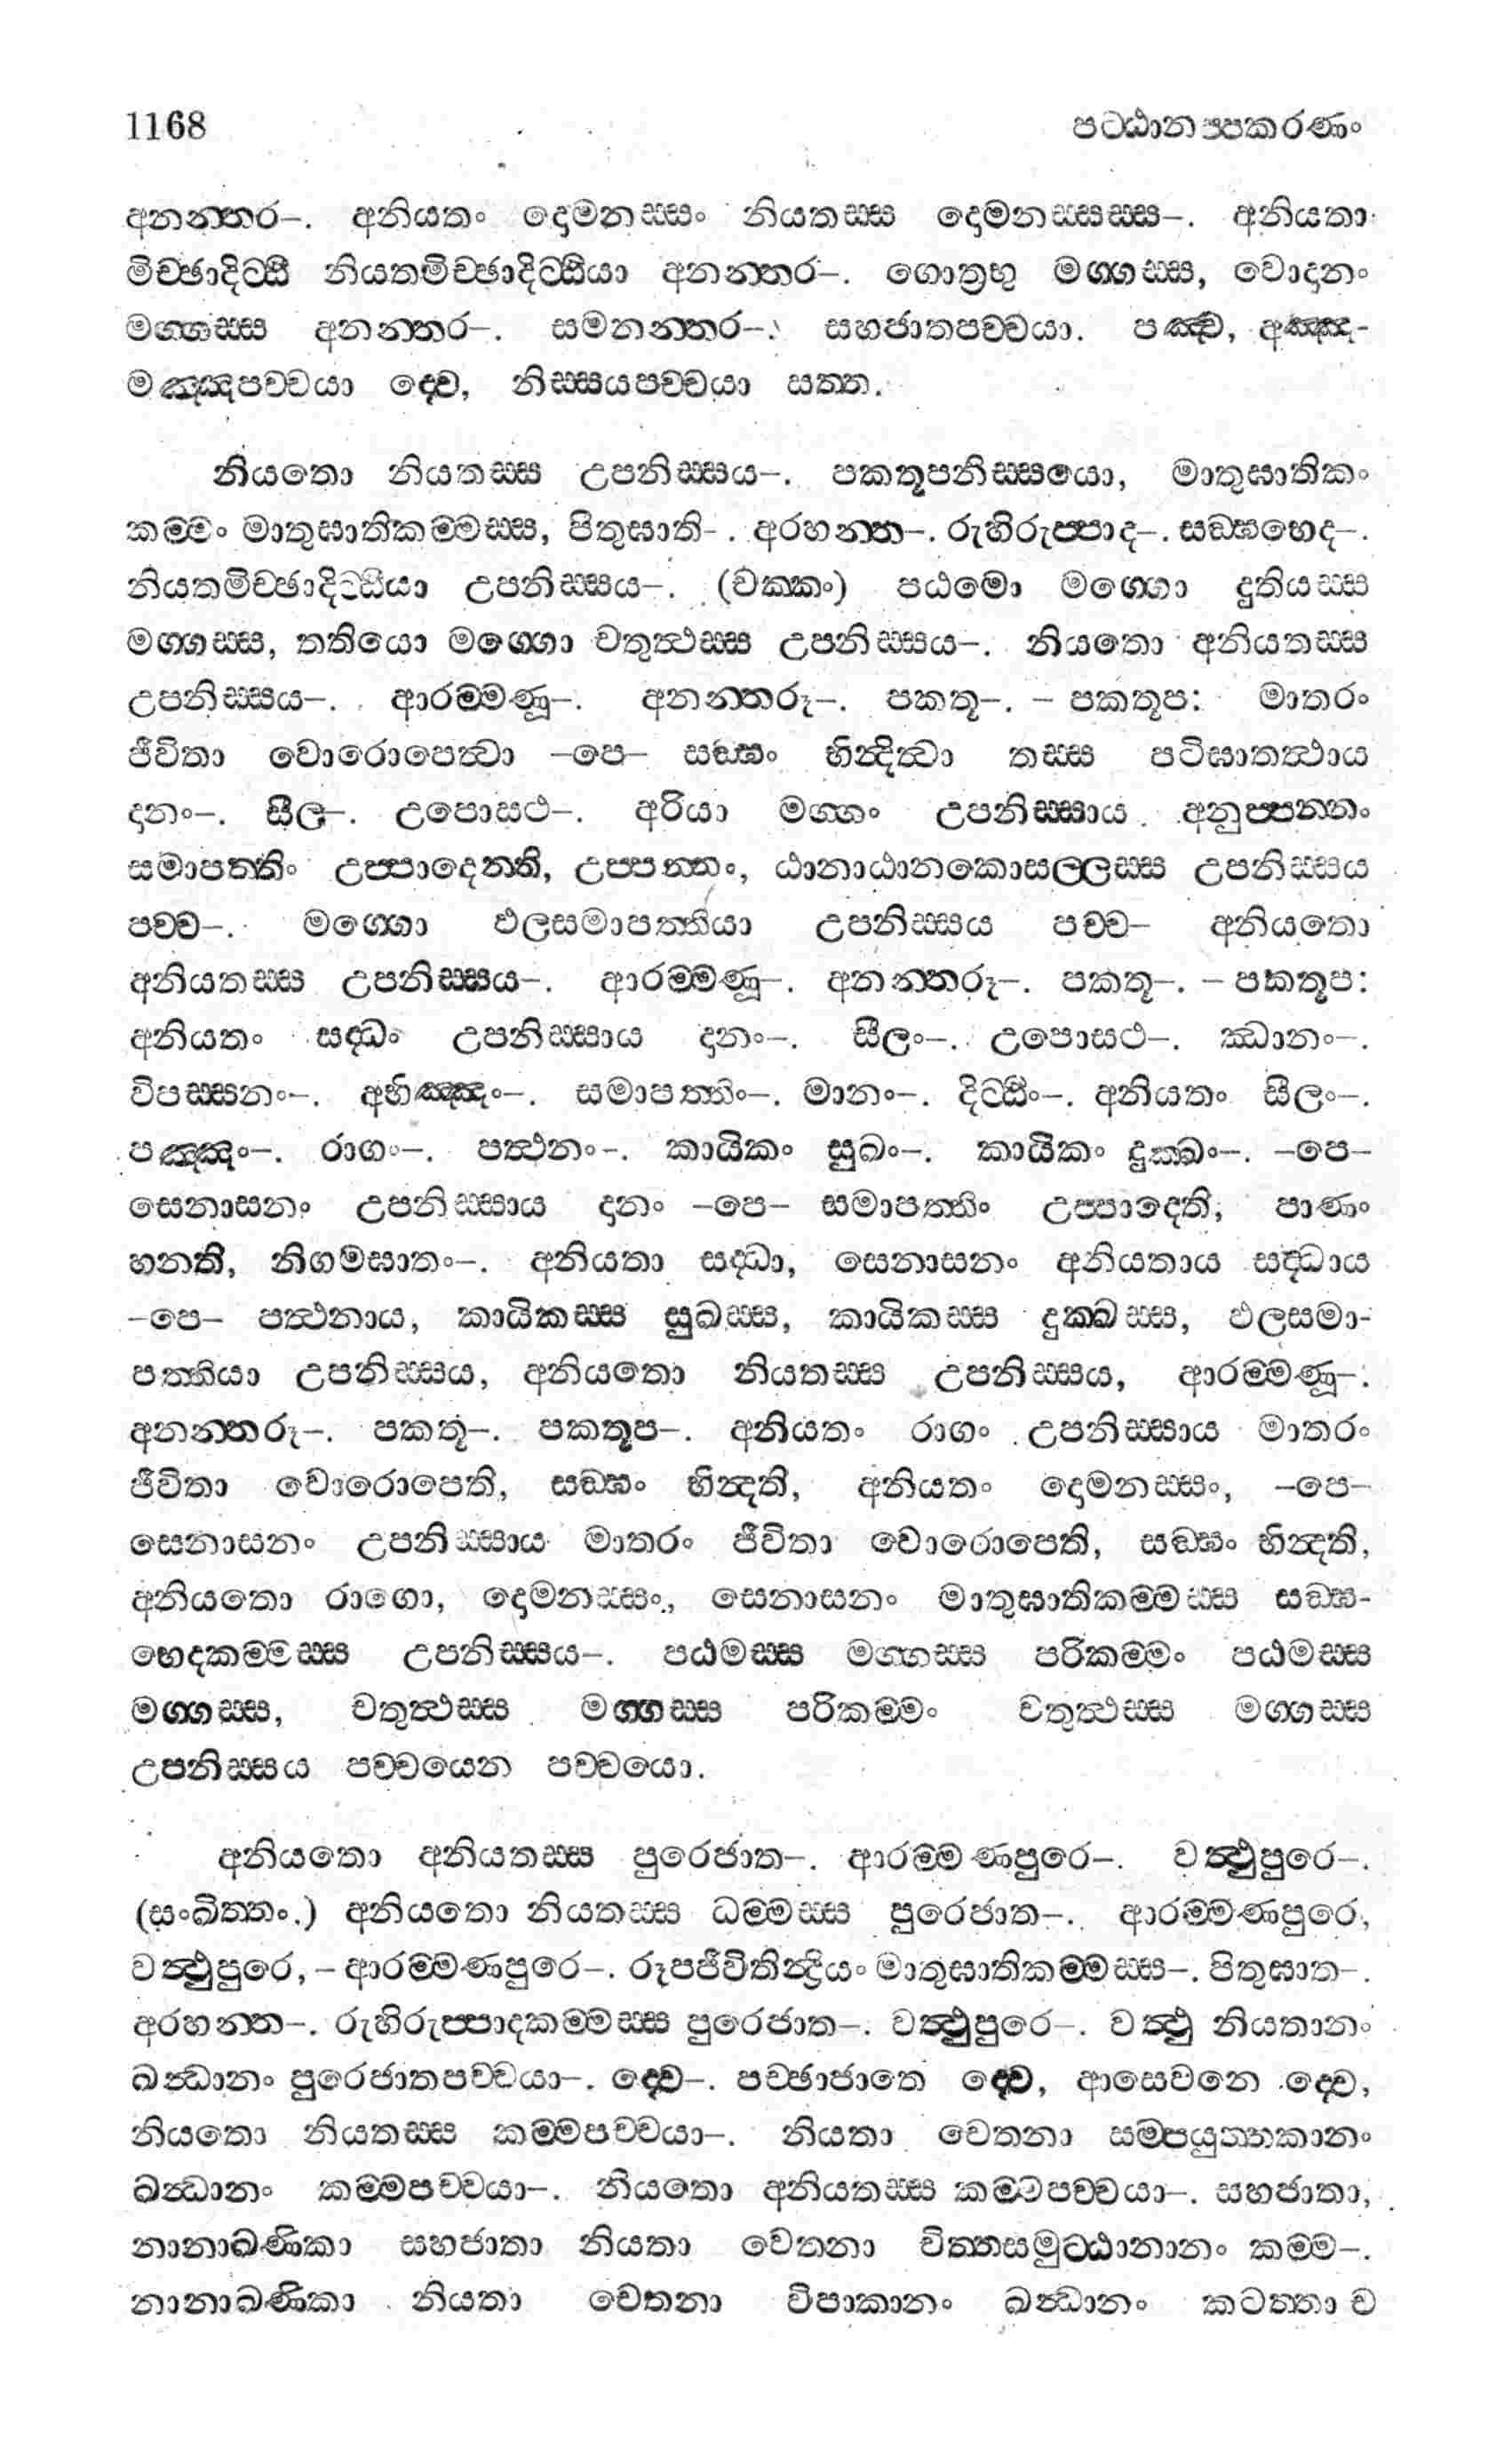 1168 පට්ඨානප්පකරණං
අනන්තර–. අනියතං දොමනස්සං නියතස්ස දොමනස්සස්ස–. අනියතා
මිච්ඡාදිට්ඨි නියතමිච්ඡාදිට්ඨියා අනන්තර–. ගොත්‍රභු මග්ගස්ස, වොදානං
මග්ගස්ස අනන්තර–. සමනන්තර–. සහජාතපච්චයා. පඤ්ච, අඤ්ඤ-
මඤ්ඤපච්චයා ද්වෙ, නිස්සයපච්චයා සත්ත.
නියතො නියතස්ස උපනිස්සය–. පකතූපනිස්සයො, මාතුඝාතිකං
කම්මං මාතුඝාතිකම්මස්ස, පිතුඝාති-. අරහන්ත–. රුහිරුප්පාද–. සඞ්ඝභෙද–.
නියතමිච්ඡාදිට්ඨියා උපනිස්සය–. (චක්කං) පඨමො මග්ගො දුතියස්ස
මග්ගස්ස, තතියො මග්ගො චතුත්ථස්ස උපනිස්සය–. නියතො අනියතස්ස
උපනිස්සය–. ආරම්මණූ–. අනන්තරූ–. පකතූ–. – පකතූප: මාතරං
ජීවිතා වොරොපෙත්වා –පෙ– සඞ්ඝං භින්දිත්වා තස්ස පටිඝාතත්ථාය
දානං–. සීල–. උපොසථ–. අරියා මග්ගං උපනිස්සාය අනුප්පන්නං
සමාපත්තිං උප්පාදෙන්ති, උප්පන්නං, ඨානාඨානකොසල්ලස්ස උපනිස්සය
පච්ච–. මග්ගො ඵලසමාපත්තියා උපනිස්සය පච්ච– අනියතො
අනියතස්ස උපනිස්සය–. ආරම්මණූ–. අනන්තරූ–. පකතූ–. – පකතූප:
අනියතං සද්ධං උපනිස්සාය දානං–. සීලං–. උපොසථ–. ඣානං–.
විපස්සනං–. අභිඤ්ඤං–. සමාපත්තිං–. මානං–. දිට්ඨිං–. අනියතං සීලං–.
පඤ්ඤං–. රාගං–. පත්ථනං–. කායිකං සුඛං–. කායිකං දුක්ඛං–. –පෙ–
සෙනාසනං උපනිස්සාය දානං –පෙ– සමාපත්තිං උප්පාදෙති, පාණං
හනති, නිගමඝාතං–. අනියතා සද්ධා, සෙනාසනං අනියතාය සද්ධාය
–පෙ– පත්ථනාය, කායිකස්ස සුඛස්ස, කායිකස්ස දුක්ඛස්ස, ඵලසමා-
පත්තියා උපනිස්සය, අනියතො නියතස්ස උපනිස්සය, ආරම්මණූ–.
අනන්තරූ–. පකතූ–. පකතූප–. අනියතං රාගං උපනිස්සාය මාතරං
ජීවිතා වොරොපෙති, සඞ්ඝං භින්දති, අනියතං දොමනස්සං, –පෙ–
සෙනාසනං උපනිස්සාය මාතරං ජීවිතා වොරොපෙති, සඞ්ඝං භින්දති,
අනියතො රාගො, දොමනස්සං, සෙනාසනං මාතුඝාතිකම්මස්ස සඞ්ඝ-
භෙදකම්මස්ස උපනිස්සය–. පඨමස්ස මග්ගස්ස පරිකම්මං පඨමස්ස
මග්ගස්ස, චතුත්ථස්ස මග්ගස්ස පරිකම්මං චතුත්ථස්ස මග්ගස්ස
උපනිස්සය පච්චයෙන පච්චයො.
අනියතො අනියතස්ස පුරෙජාත–. ආරම්මණපුරෙ–. වත්ථුපුරෙ–.
(සංඛිත්තං.) අනියතො නියතස්ස ධම්මස්ස පුරෙජාත–. ආරම්මණපුරෙ,
වත්ථුපුරෙ, – ආරම්මණපුරෙ–. රූපජීවිතින්ද්‍රියං මාතුඝාතිකම්මස්ස–. පිතුඝාත–.
අරහන්ත–. රුහිරුප්පාදකම්මස්ස පුරෙජාත–. වත්ථුපුරෙ–. වත්ථු නියතානං
ඛන්ධානං පුරෙජාතපච්චයා–. ද්වෙ–. පච්ඡාජාතෙ ද්වෙ, ආසෙවනෙ ද්වෙ,
නියතො නියතස්ස කම්මපච්චයා–. නියතා චෙතනා සම්පයුත්තකානං
ඛන්ධානං කම්මපච්චයා–. නියතො අනියතස්ස කම්මපච්චයා–. සහජාතා,
නානාඛණිකා සහජාතා නියතා චෙතනා චිත්තසමුට්ඨානානං කම්ම–.
නානාඛණිකා නියතා චෙතනා විපාකානං ඛන්ධානං කටත්තා ච